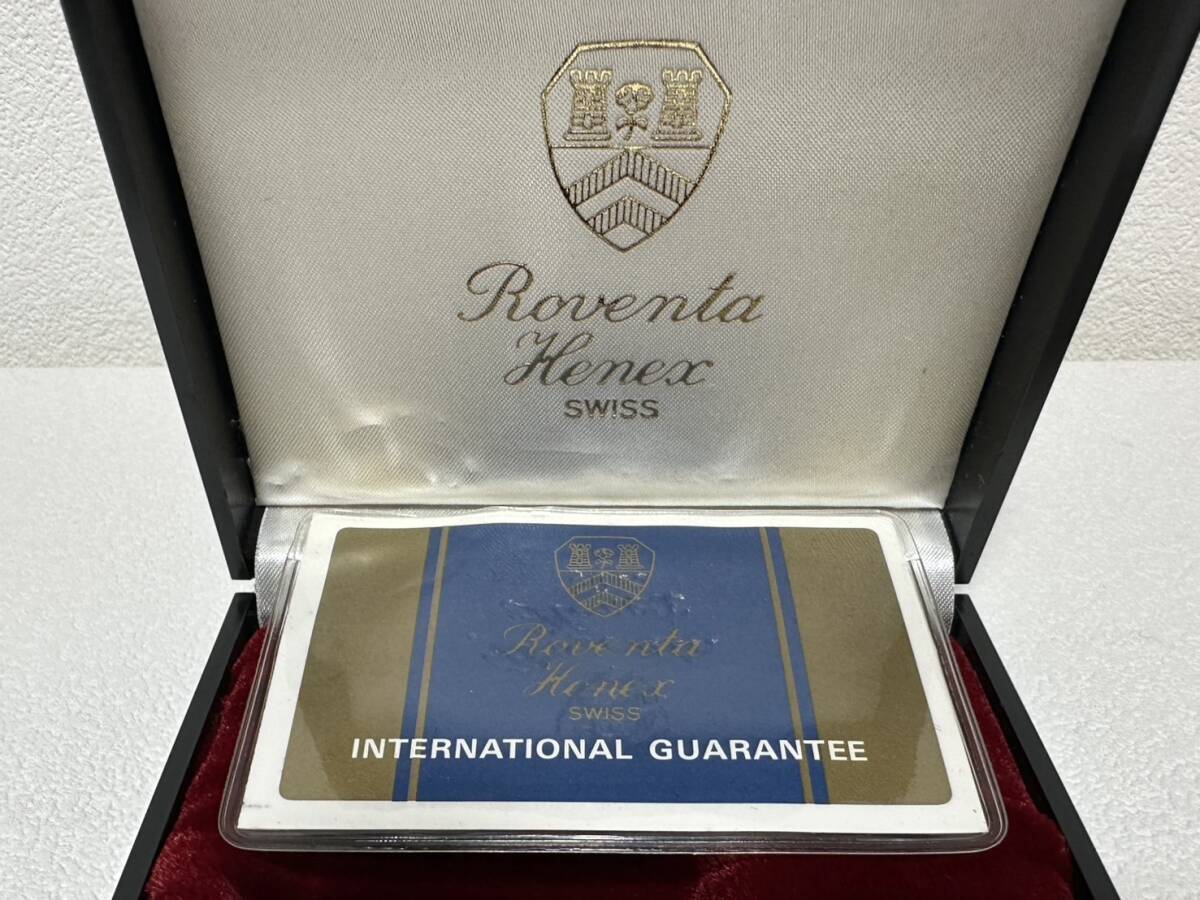 Roventa
Henex
SWISS
Roventa
Henex
SWISS
INTERNATIONAL GUARANTEE